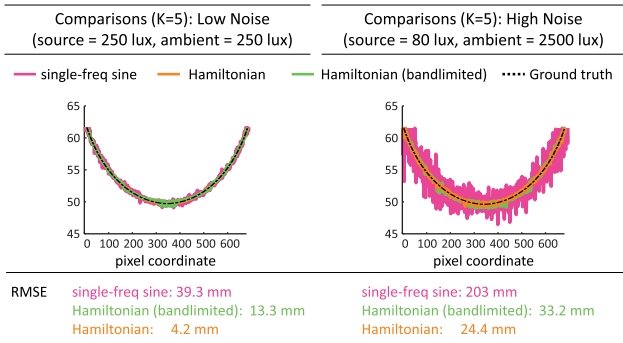 Comparisons (K=5): Low Noise
(source = 250 lux, ambient = 250 lux)
Comparisons (K=5): High Noise
(source = 80 lux, ambient = 2500 lux)
single-freq sine
Hamiltonian
Hamiltonian (bandlimited)
Ground truth
65
60
55
50
45
0 100 200 300 400 500 600
pixel coordinate
65
60
55
50
45
0 100 200 300 400 500 600
pixel coordinate
RMSE
single-freq sine: 39.3 mm
Hamiltonian (bandlimited): 13.3 mm
Hamiltonian: 4.2 mm
single-freq sine: 203 mm
Hamiltonian (bandlimited): 33.2 mm
Hamiltonian: 24.4 mm